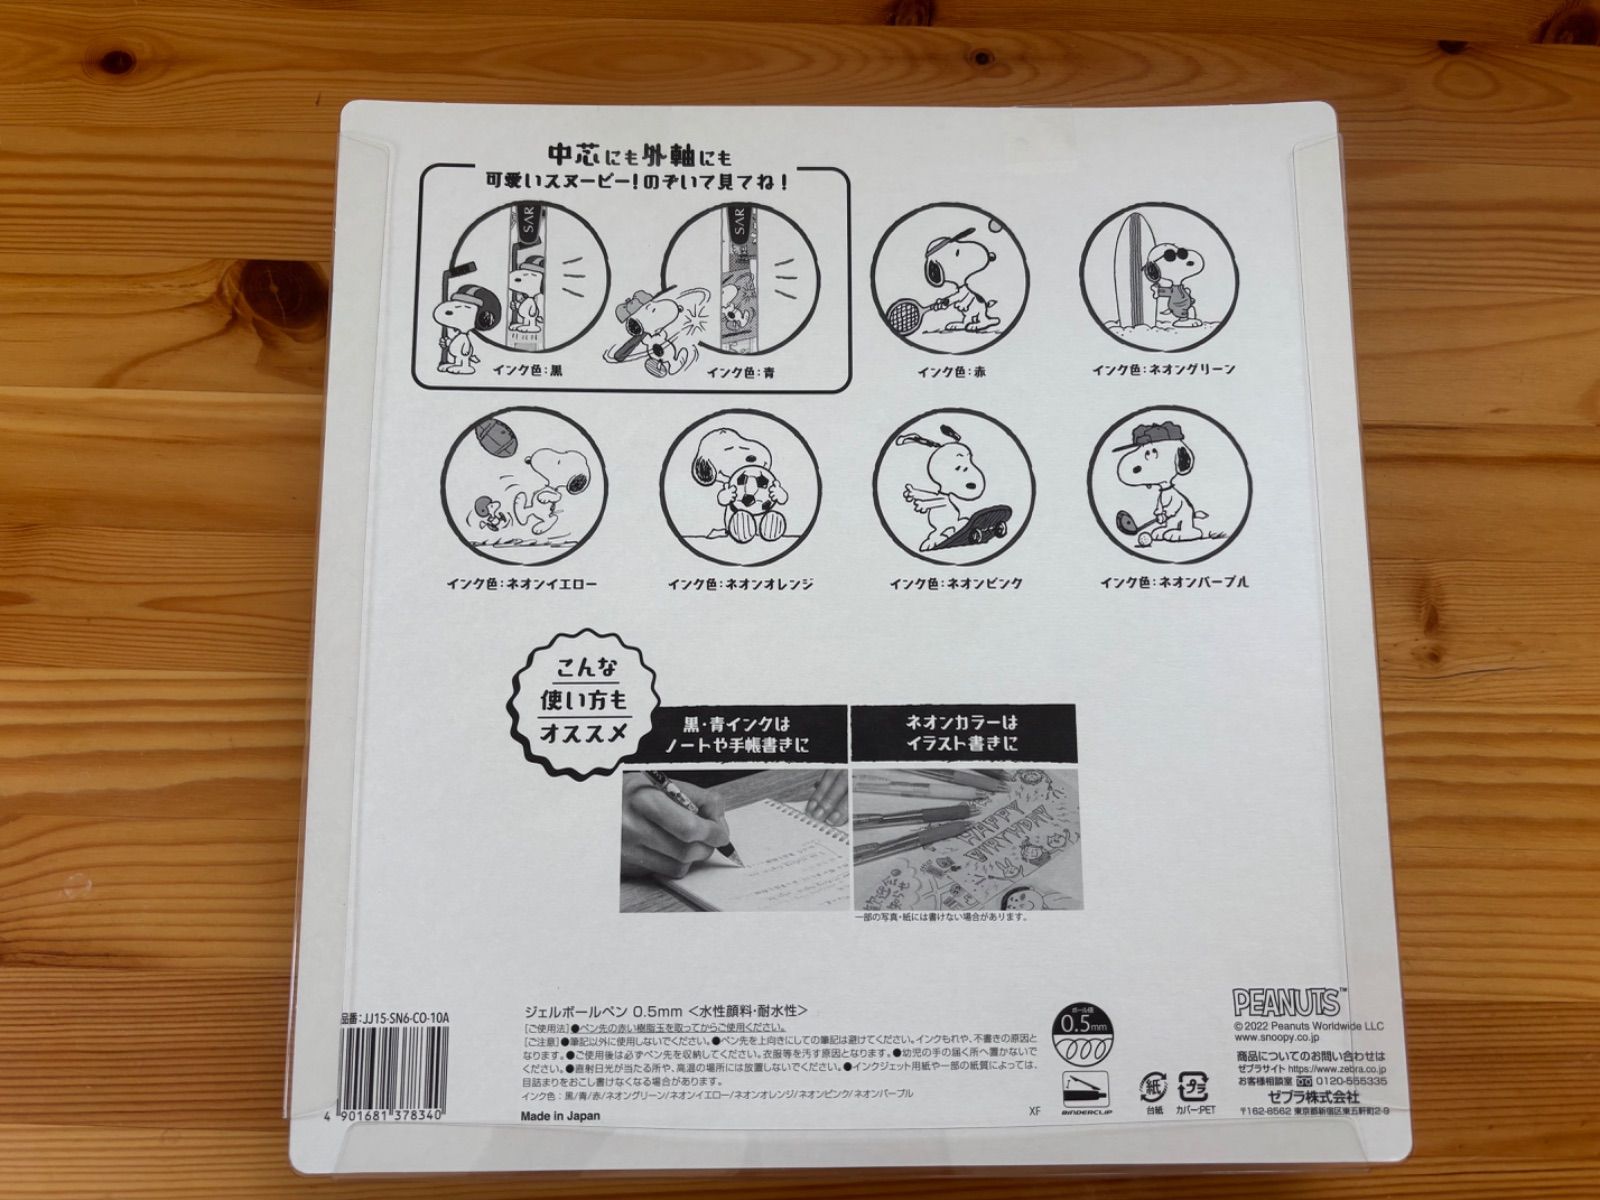 中芯にも外軸にも
可愛いスヌーピー!のぞいて見てね!
SAR
SAR
インク色:黒
インク色:青
インク色:赤
インク色:ネオングリーン
インク色:ネオンイエロー
インク色:ネオンオレンジ
インク色:ネオンピンク
インク色:ネオンパープル
こんな
使い方も
オススメ
黒・青インクは
ノートや手帳書きに
ネオンカラーは
イラスト書きに
HAPPY
BIRTHDAY
一部の写真・紙には書けない場合があります。
品番:JJ15-SN6-CO-10A
4 901681 378340
ジェルボールペン 0.5mm <水性顔料・耐水性>
[ご使用法]●ペン先の赤い樹脂玉を取ってからご使用ください。
[ご注意]●筆記以外に使用しないでください。●ペン先を上向きにしての筆記は避けてください。インクもれや、不書きの原因と
なります。●ご使用後は必ずペン先を収納してください。衣服等を汚す原因となります。●幼児の手の届く所へ置かないで
ください。●直射日光が当たる所や、高温の場所には放置しないでください。●インクジェット用紙や一部の紙質によっては、
目詰まりをおこし書けなくなる場合があります。
インク色:黒/青/赤/ネオングリーン/ネオンイエロー/ネオンオレンジ/ネオンピンク/ネオンパープル
Made in Japan
XF
ボール径
0.5mm
BINDERCLIP
紙
台紙
プラ
カバー:PET
PEANUTS™
© 2022 Peanuts Worldwide LLC
www.snoopy.co.jp
商品についてのお問い合わせは
ゼブラサイト https://www.zebra.co.jp
お客様相談室 0120-555335
ゼブラ株式会社
〒162-8562 東京都新宿区東五軒町2-9